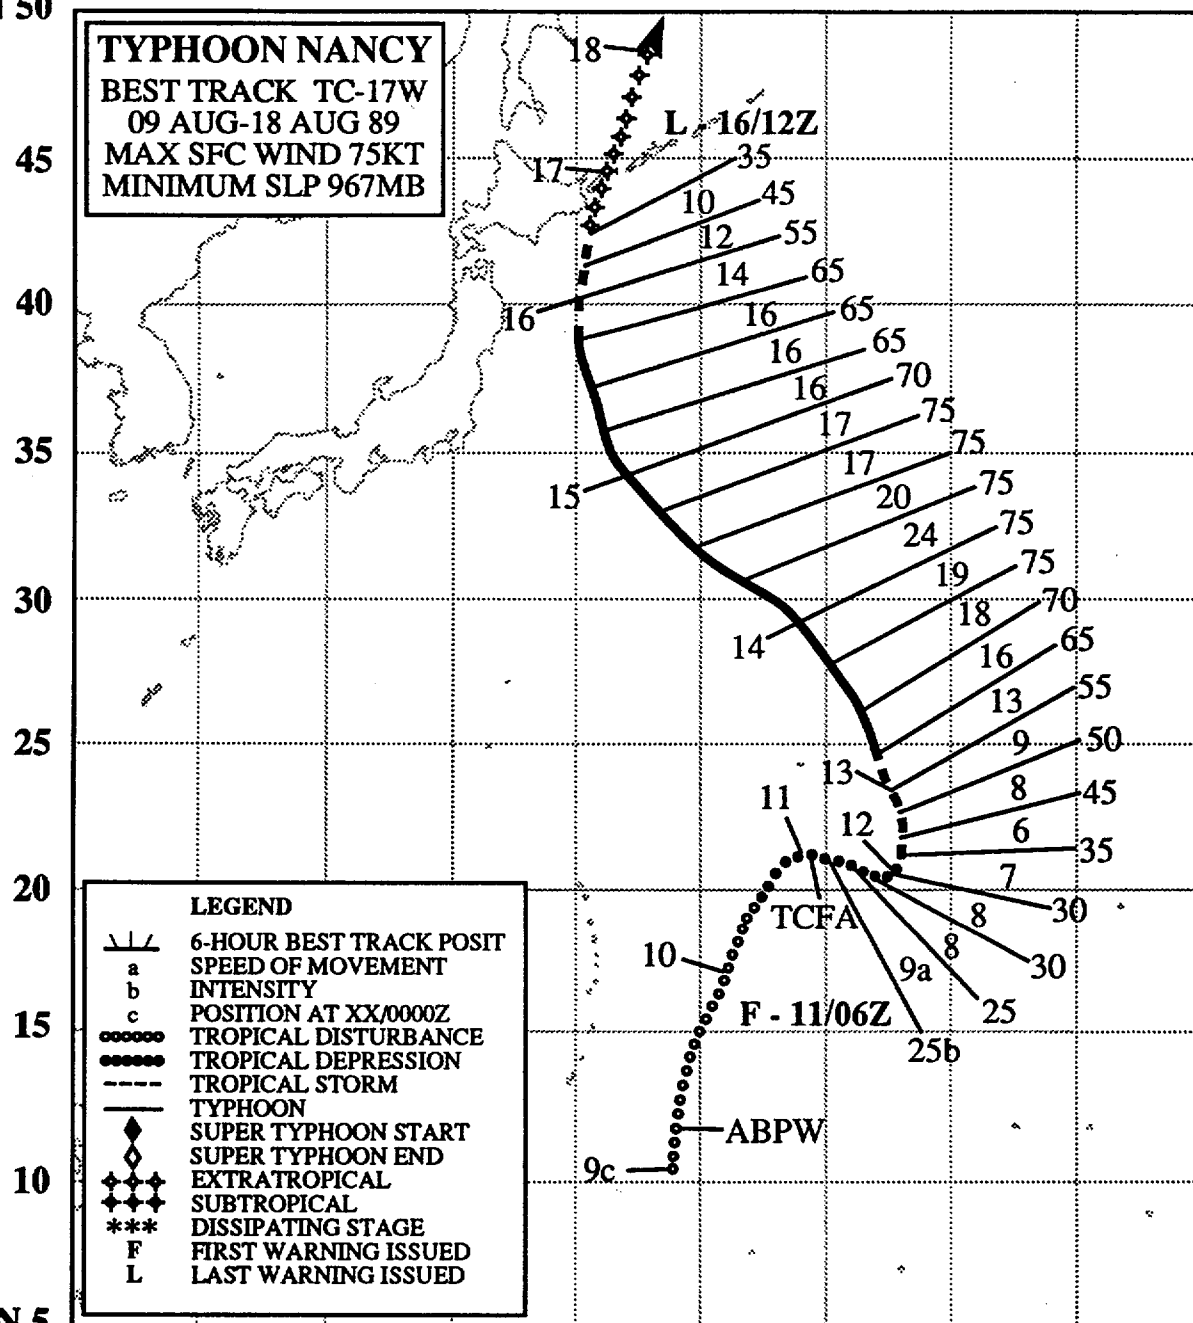 50
TYPHOON NANCY
BEST TRACK TC-17W
09 AUG-18 AUG 89
MAX SFC WIND 75KT
MINIMUM SLP 967MB
18
L - 16/12Z
45
17
35
10
45
12
55
14
65
40
16
16
65
16
65
16
70
17
75
35
15
17
75
20
75
24
75
19
75
30
14
18
70
16
65
13
55
25
9
50
13
8
45
11
12
6
35
20
7
30
TCFA
8
30
8
10
9a
25
15
F - 11/06Z
25b
ABPW
10
9c
N 5
LEGEND
6-HOUR BEST TRACK POSIT
a SPEED OF MOVEMENT
b INTENSITY
c POSITION AT XX/0000Z
TROPICAL DISTURBANCE
TROPICAL DEPRESSION
TROPICAL STORM
TYPHOON
SUPER TYPHOON START
SUPER TYPHOON END
EXTRATROPICAL
SUBTROPICAL
*** DISSIPATING STAGE
F FIRST WARNING ISSUED
L LAST WARNING ISSUED